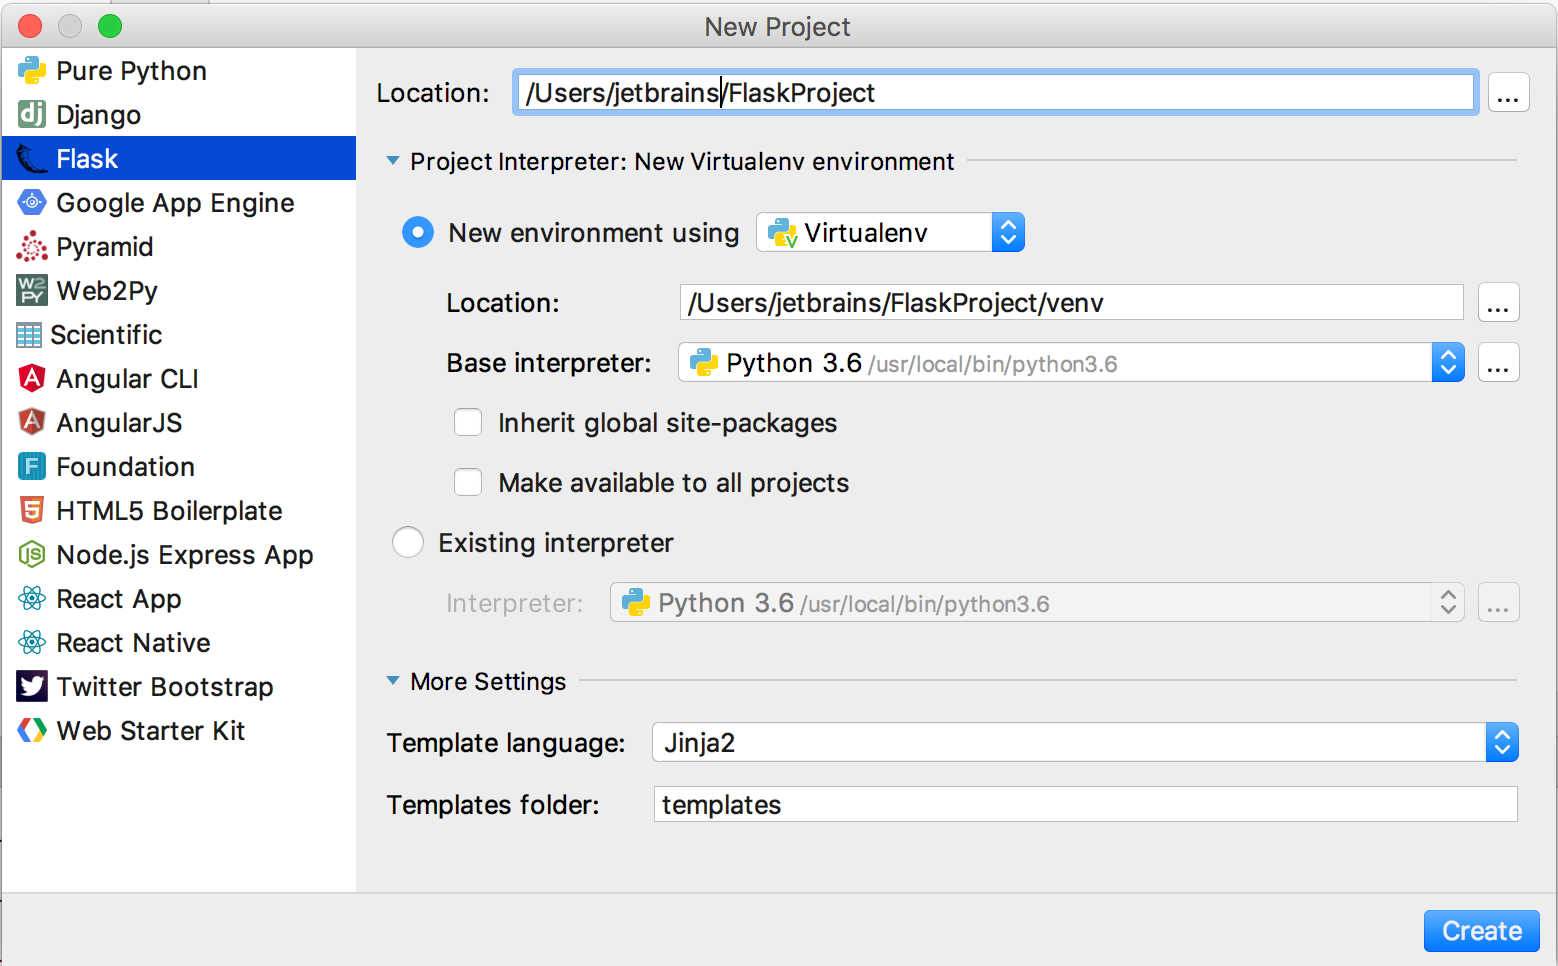 New Project
Pure Python
Django
Flask
Google App Engine
Pyramid
Web2Py
Scientific
Angular CLI
AngularJS
Foundation
HTML5 Boilerplate
Node.js Express App
React App
React Native
Twitter Bootstrap
Web Starter Kit
Location: /Users/jetbrains/FlaskProject ...
Project Interpreter: New Virtualenv environment
New environment using Virtualenv
Location: /Users/jetbrains/FlaskProject/venv ...
Base interpreter: Python 3.6 /usr/local/bin/python3.6 ...
Inherit global site-packages
Make available to all projects
Existing interpreter
Interpreter: Python 3.6 /usr/local/bin/python3.6 ...
More Settings
Template language: Jinja2
Templates folder: templates
Create